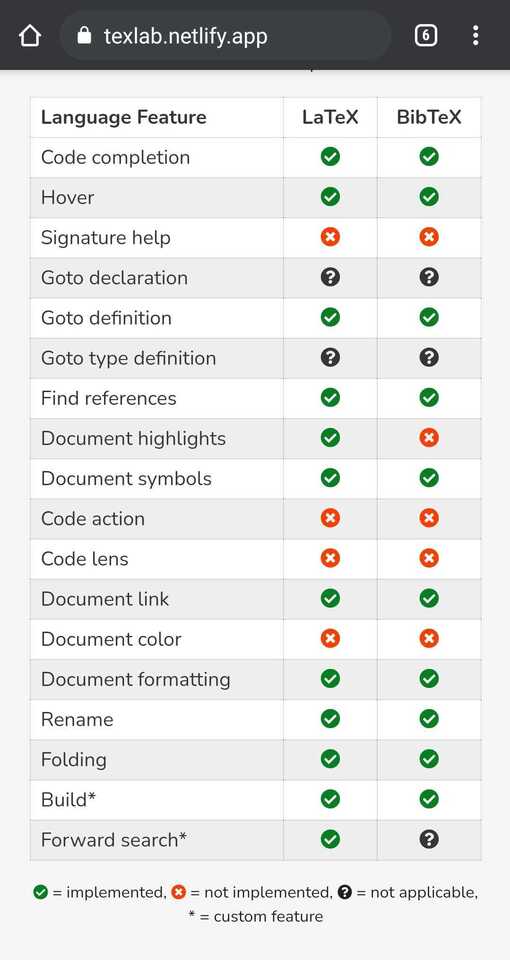 texlab.netlify.app
6
Language Feature LaTeX BibTeX
Code completion
Hover
Signature help
Goto declaration
Goto definition
Goto type definition
Find references
Document highlights
Document symbols
Code action
Code lens
Document link
Document color
Document formatting
Rename
Folding
Build*
Forward search*
= implemented, = not implemented, = not applicable,
* = custom feature